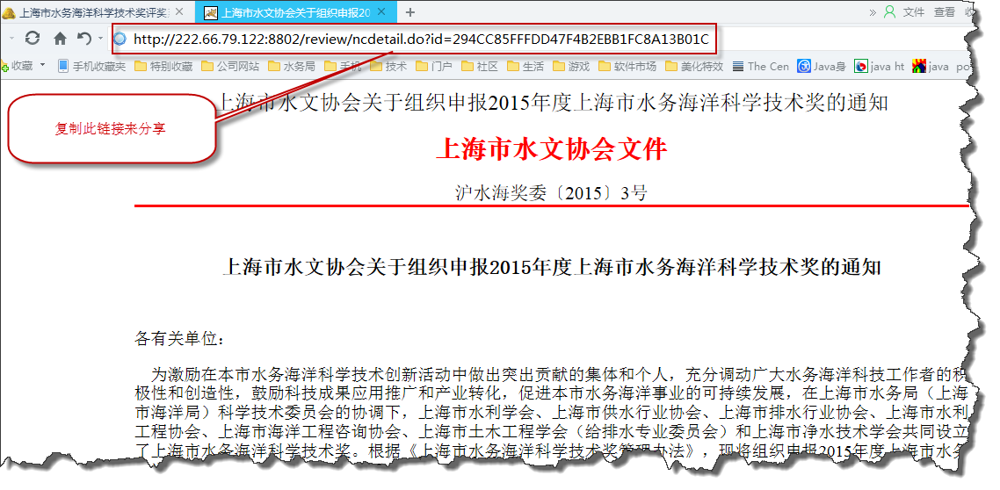 上海市水务海洋科学技术奖评奖
上海市水文协会关于组织申报20
文件 查看 收
http://222.66.79.122:8802/review/ncdetail.do?id=294CC85FFFDD47F4B2EBB1FC8A13B01C
收藏 手机收藏夹 特别收藏 公司网站 水务局 手机 技术 门户 社区 生活 游戏 软件市场 美化特效 The Cen Java身 java ht java po
复制此链接来分享
上海市水文协会关于组织申报2015年度上海市水务海洋科学技术奖的通知
上海市水文协会文件
沪水海奖委〔2015〕3号
上海市水文协会关于组织申报2015年度上海市水务海洋科学技术奖的通知
各有关单位：
为激励在本市水务海洋科学技术创新活动中做出突出贡献的集体和个人，充分调动广大水务海洋科技工作者的积
极性和创造性，鼓励科技成果应用推广和产业转化，促进本市水务海洋事业的可持续发展，在上海市水务局（上海
市海洋局）科学技术委员会的协调下，上海市水利学会、上海市供水行业协会、上海市排水行业协会、上海市水利
工程协会、上海市海洋工程咨询协会、上海市土木工程学会（给排水专业委员会）和上海市净水技术学会共同设立
了上海市水务海洋科学技术奖。根据《上海市水务海洋科学技术奖管理办法》，现将组织申报2015年度上海市水务